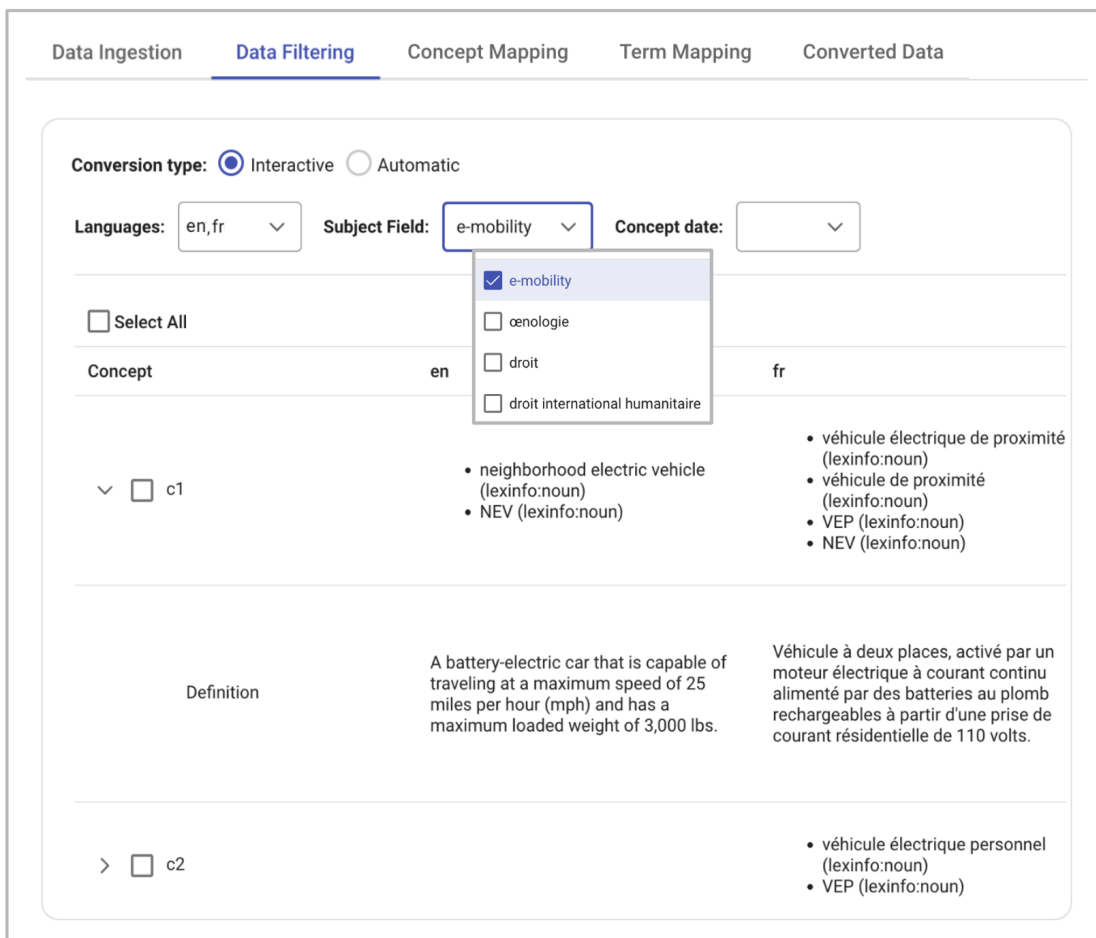 Data Ingestion Data Filtering Concept Mapping Term Mapping Converted Data
Conversion type: Interactive Automatic
Languages: en,fr Subject Field: e-mobility Concept date:
e-mobility
œnologie
droit
droit international humanitaire
Select All
Concept en fr
c1
• neighborhood electric vehicle
(lexinfo:noun)
• NEV (lexinfo:noun)
• véhicule électrique de proximité
(lexinfo:noun)
• véhicule de proximité
(lexinfo:noun)
• VEP (lexinfo:noun)
• NEV (lexinfo:noun)
Definition
A battery-electric car that is capable of
traveling at a maximum speed of 25
miles per hour (mph) and has a
maximum loaded weight of 3,000 lbs.
Véhicule à deux places, activé par un
moteur électrique à courant continu
alimenté par des batteries au plomb
rechargeables à partir d'une prise de
courant résidentielle de 110 volts.
c2
• véhicule électrique personnel
(lexinfo:noun)
• VEP (lexinfo:noun)